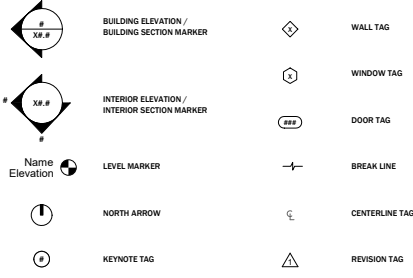 #
X#.#
BUILDING ELEVATION /
BUILDING SECTION MARKER
X
WALL TAG
X
WINDOW TAG
#
X#.#
#
INTERIOR ELEVATION /
INTERIOR SECTION MARKER
###
DOOR TAG
Name
Elevation
LEVEL MARKER
BREAK LINE
NORTH ARROW
℄
CENTERLINE TAG
#
KEYNOTE TAG
1
REVISION TAG